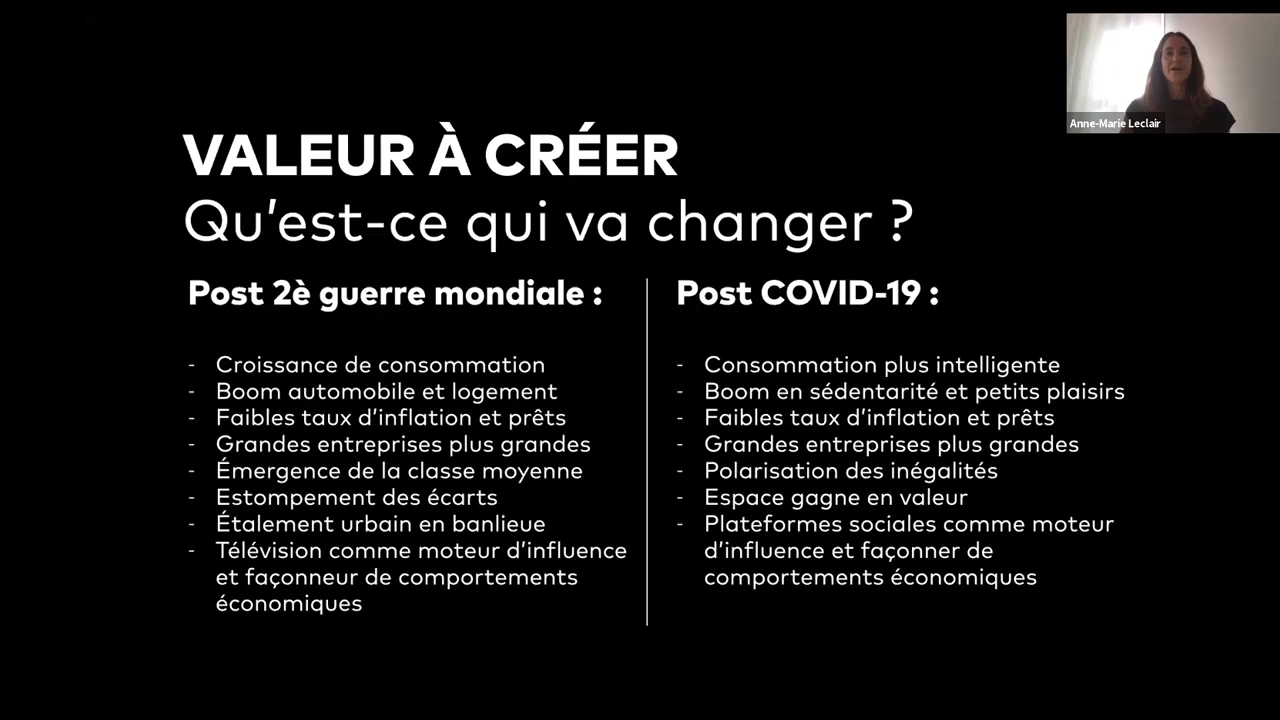 Anne-Marie Leclair
VALEUR À CRÉER
Qu'est-ce qui va changer ?
Post 2è guerre mondiale :
- Croissance de consommation
- Boom automobile et logement
- Faibles taux d'inflation et prêts
- Grandes entreprises plus grandes
- Émergence de la classe moyenne
- Estompement des écarts
- Étalement urbain en banlieue
- Télévision comme moteur d'influence
et façonneur de comportements
économiques
Post COVID-19 :
- Consommation plus intelligente
- Boom en sédentarité et petits plaisirs
- Faibles taux d'inflation et prêts
- Grandes entreprises plus grandes
- Polarisation des inégalités
- Espace gagne en valeur
- Plateformes sociales comme moteur
d'influence et façonner de
comportements économiques